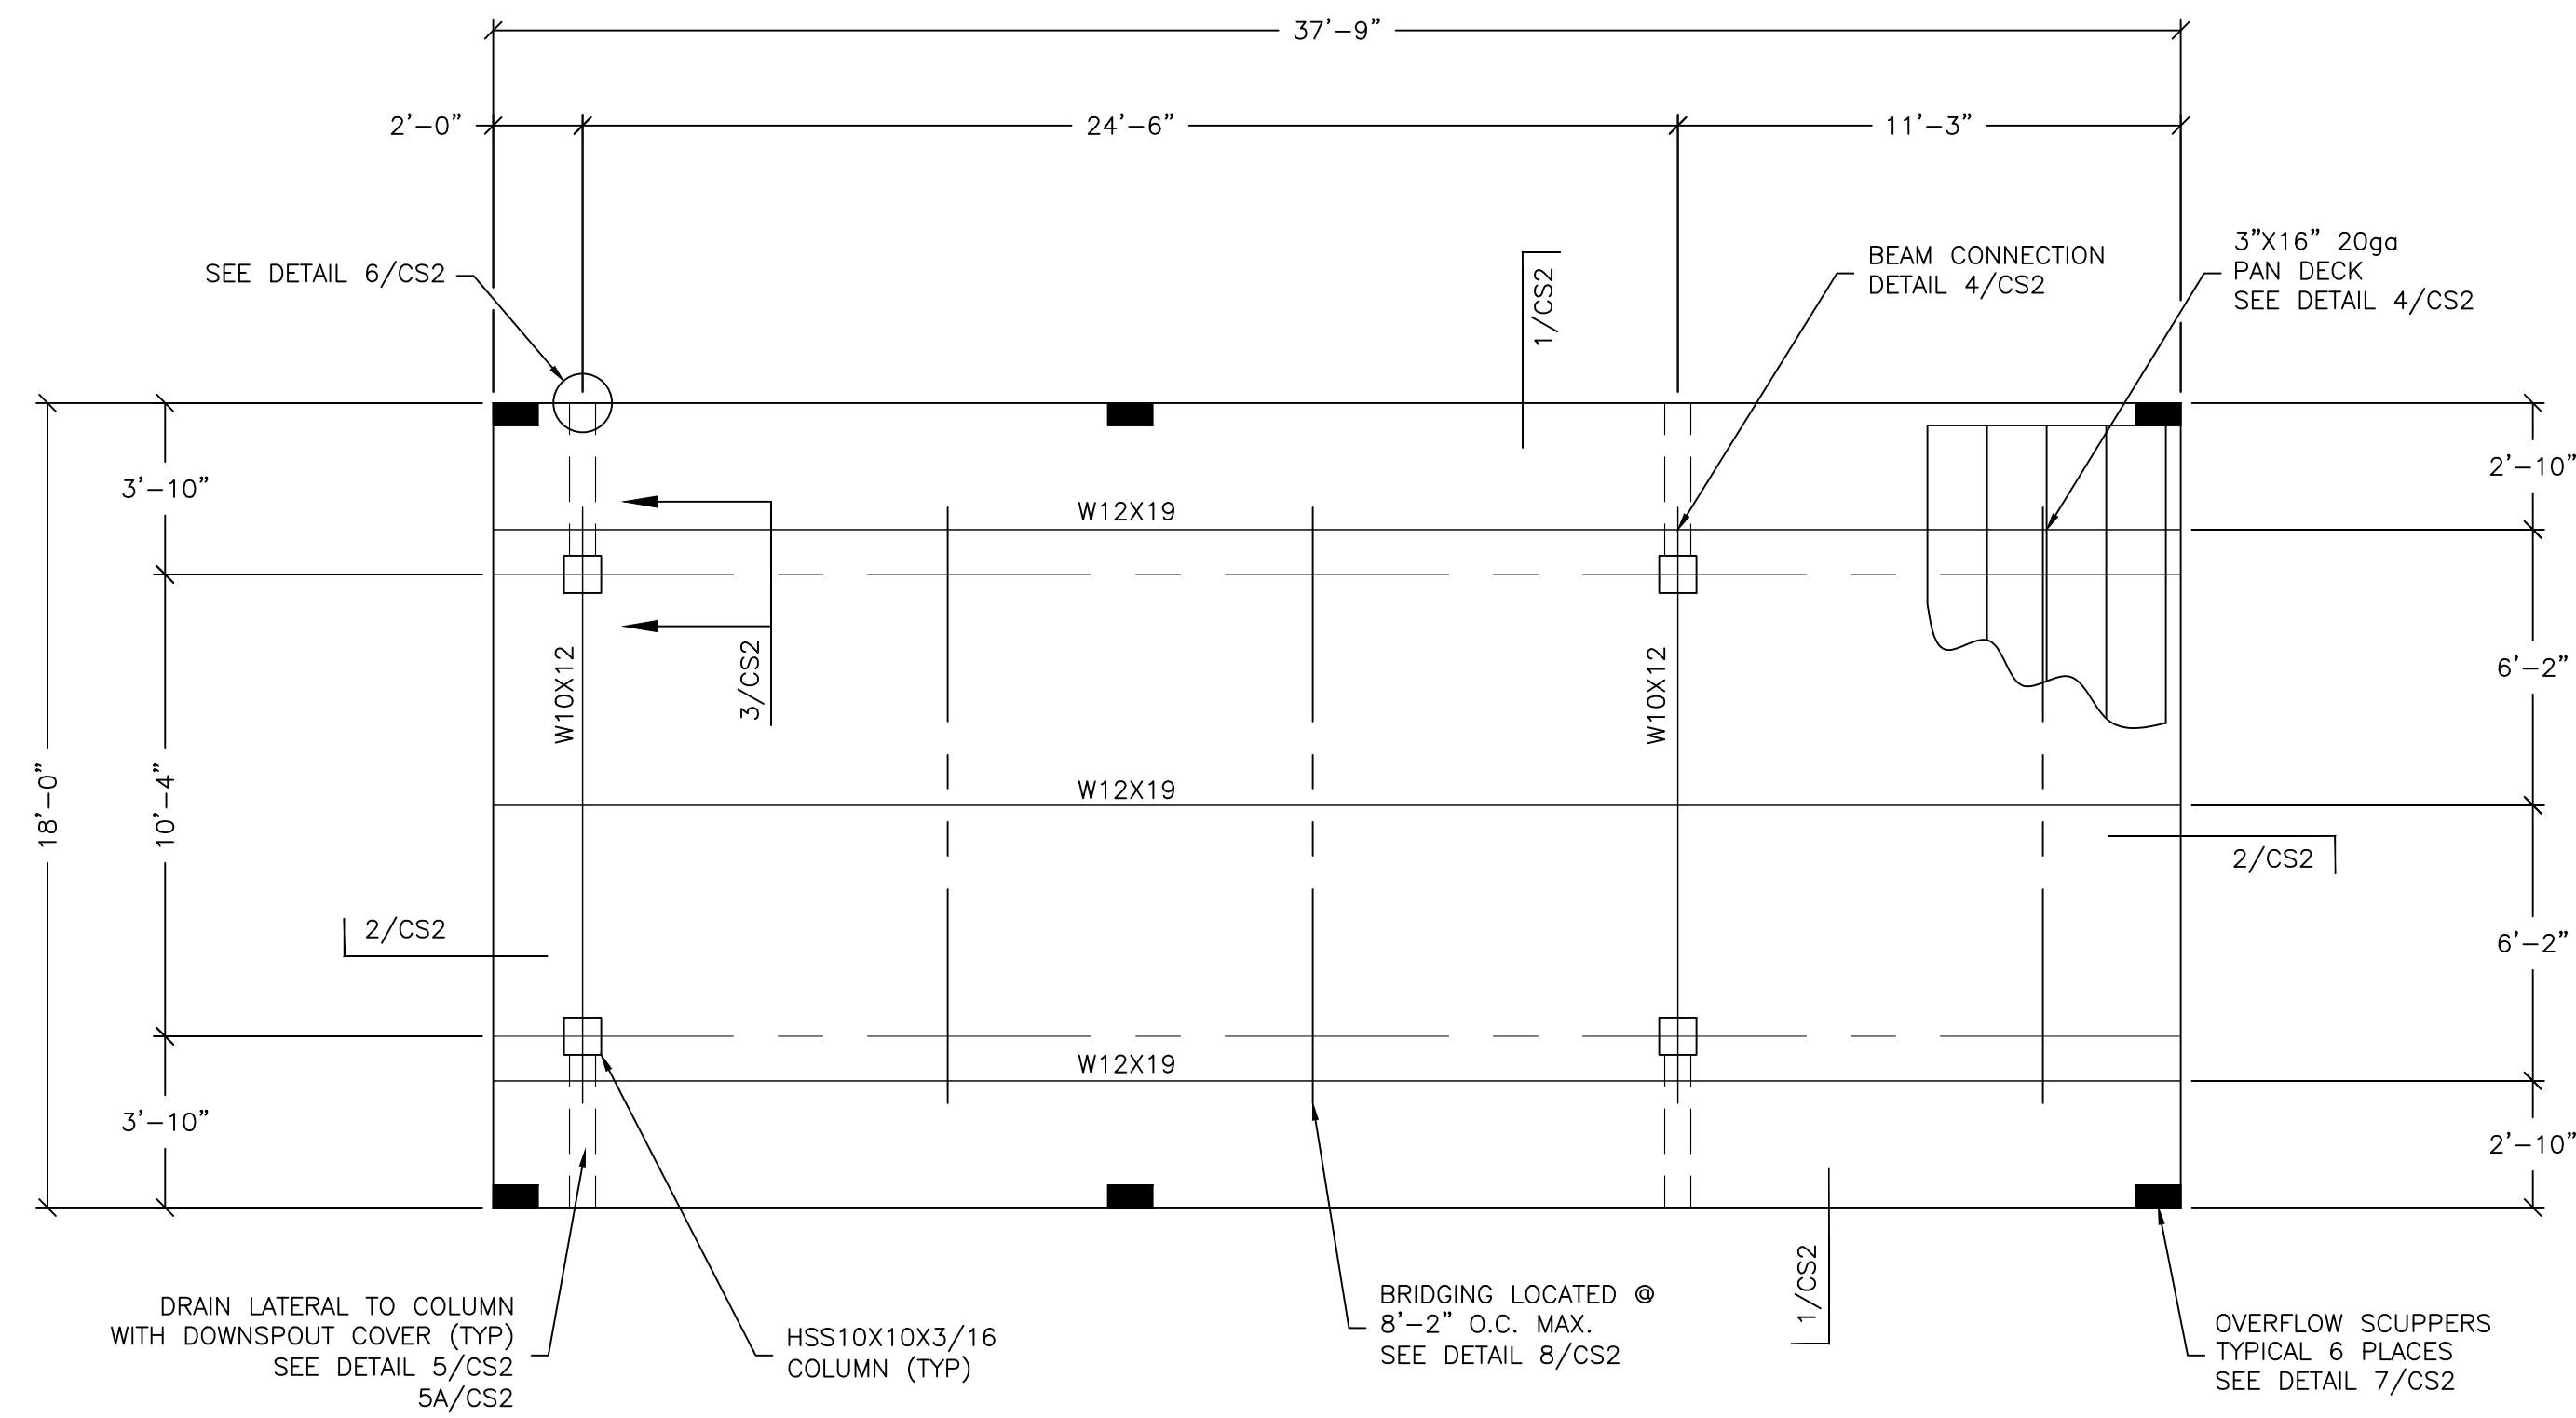 37'-9"
2'-0"
24'-6"
11'-3"
SEE DETAIL 6/CS2
1/CS2
BEAM CONNECTION
DETAIL 4/CS2
3"X16" 20ga
PAN DECK
SEE DETAIL 4/CS2
3'-10"
2'-10"
W12X19
W10X12
3/CS2
W10X12
6'-2"
18'-0"
10'-4"
W12X19
2/CS2
2/CS2
6'-2"
W12X19
3'-10"
2'-10"
DRAIN LATERAL TO COLUMN
WITH DOWNSPOUT COVER (TYP)
SEE DETAIL 5/CS2
5A/CS2
HSS10X10X3/16
COLUMN (TYP)
BRIDGING LOCATED @
8'-2" O.C. MAX.
SEE DETAIL 8/CS2
1/CS2
OVERFLOW SCUPPERS
TYPICAL 6 PLACES
SEE DETAIL 7/CS2